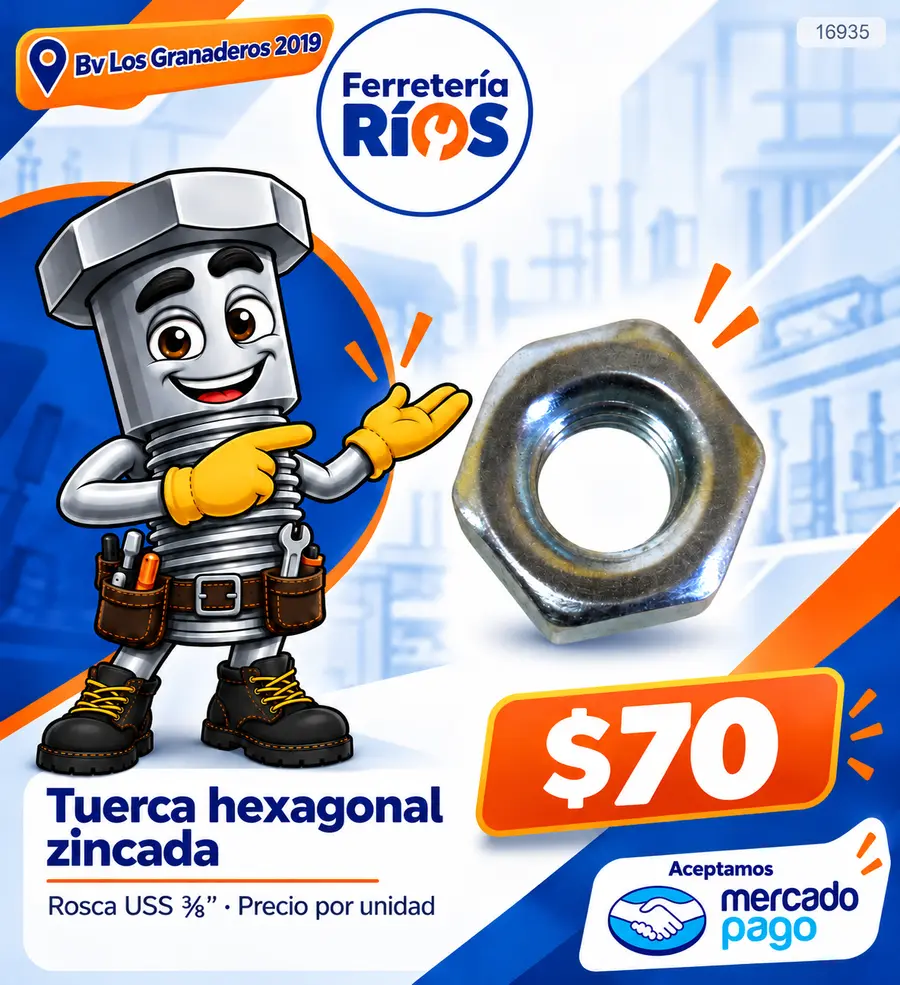 Bv Los Granaderos 2019
Ferretería
RÍOS
16935
$70
Tuerca hexagonal
zincada
Rosca USS ⅜” · Precio por unidad
Aceptamos
mercado
pago